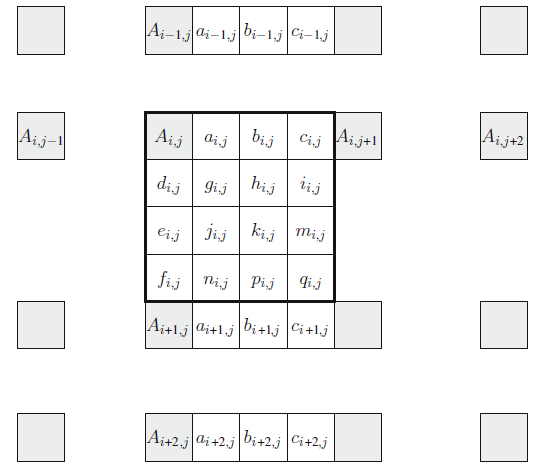 A_{i−1,j} a_{i−1,j} b_{i−1,j} c_{i−1,j}
A_{i,j−1} A_{i,j} a_{i,j} b_{i,j} c_{i,j} A_{i,j+1} A_{i,j+2}
d_{i,j} g_{i,j} h_{i,j} i_{i,j}
e_{i,j} j_{i,j} k_{i,j} m_{i,j}
f_{i,j} n_{i,j} p_{i,j} q_{i,j}
A_{i+1,j} a_{i+1,j} b_{i+1,j} c_{i+1,j}
A_{i+2,j} a_{i+2,j} b_{i+2,j} c_{i+2,j}